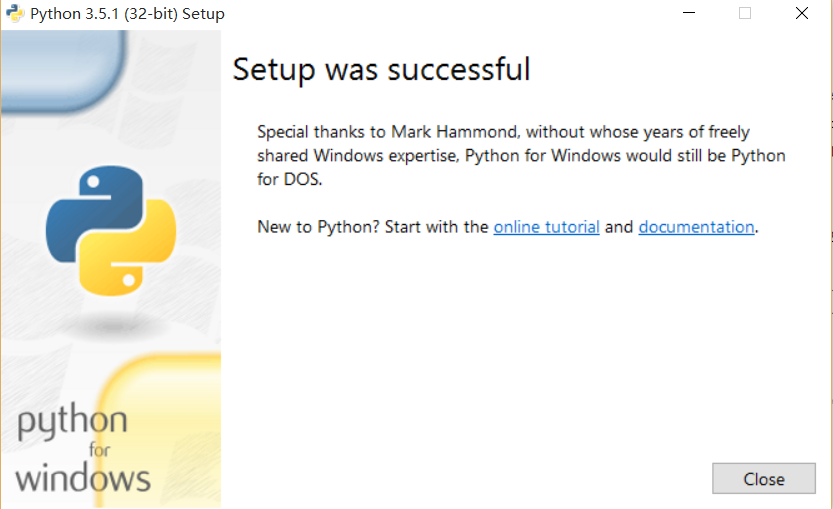 Python 3.5.1 (32-bit) Setup
Setup was successful
Special thanks to Mark Hammond, without whose years of freely
shared Windows expertise, Python for Windows would still be Python
for DOS.
New to Python? Start with the online tutorial and documentation.
python
for
windows
Close